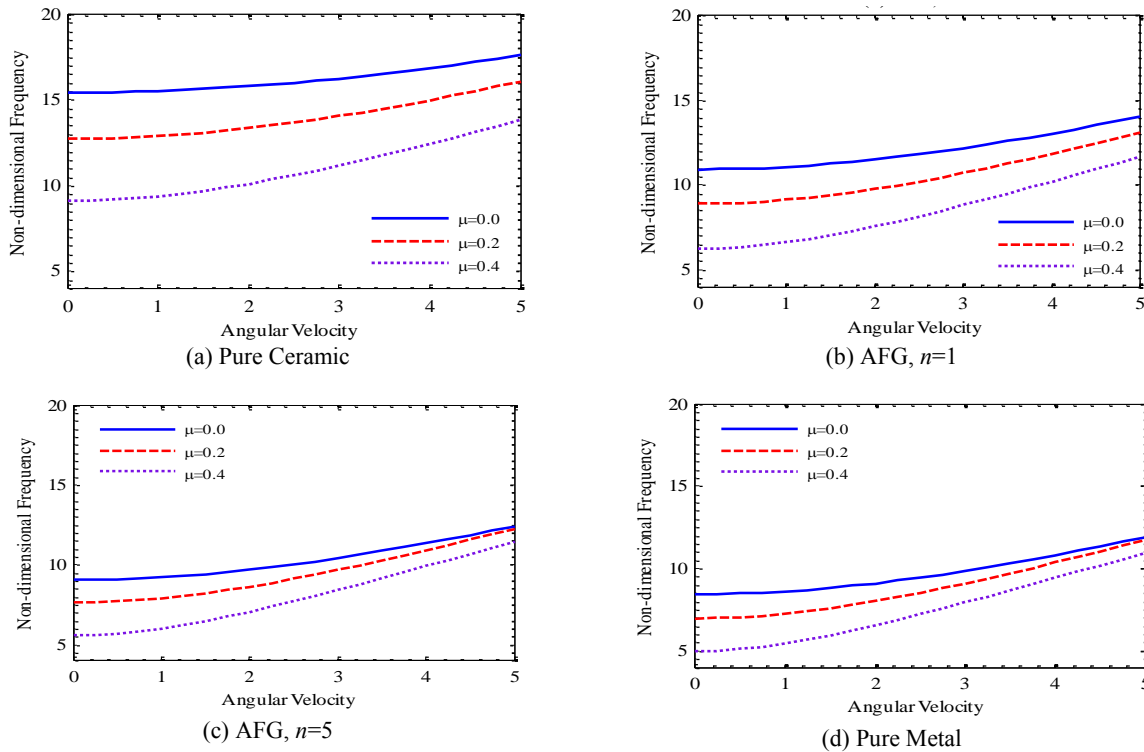 20
15
10
5
Non-dimensional Frequency
μ=0.0
μ=0.2
μ=0.4
0 1 2 3 4 5
Angular Velocity
(a) Pure Ceramic
20
15
10
5
Non-dimensional Frequency
μ=0.0
μ=0.2
μ=0.4
0 1 2 3 4 5
Angular Velocity
(b) AFG, n=1
20
15
10
5
Non-dimensional Frequency
μ=0.0
μ=0.2
μ=0.4
0 1 2 3 4 5
Angular Velocity
(c) AFG, n=5
20
15
10
5
Non-dimensional Frequency
μ=0.0
μ=0.2
μ=0.4
0 1 2 3 4 5
Angular Velocity
(d) Pure Metal